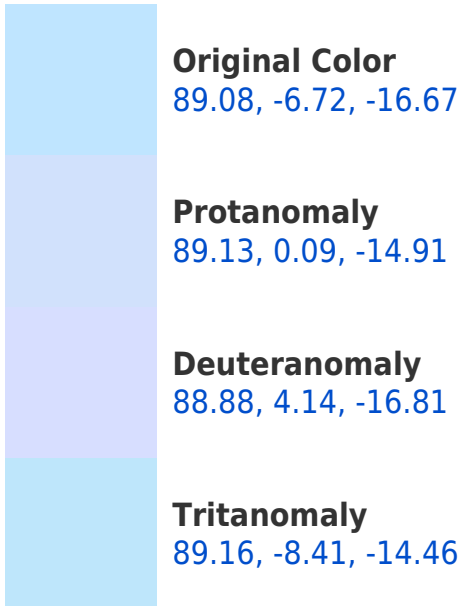 Original Color
89.08, -6.72, -16.67
Protanomaly
89.13, 0.09, -14.91
Deuteranomaly
88.88, 4.14, -16.81
Tritanomaly
89.16, -8.41, -14.46